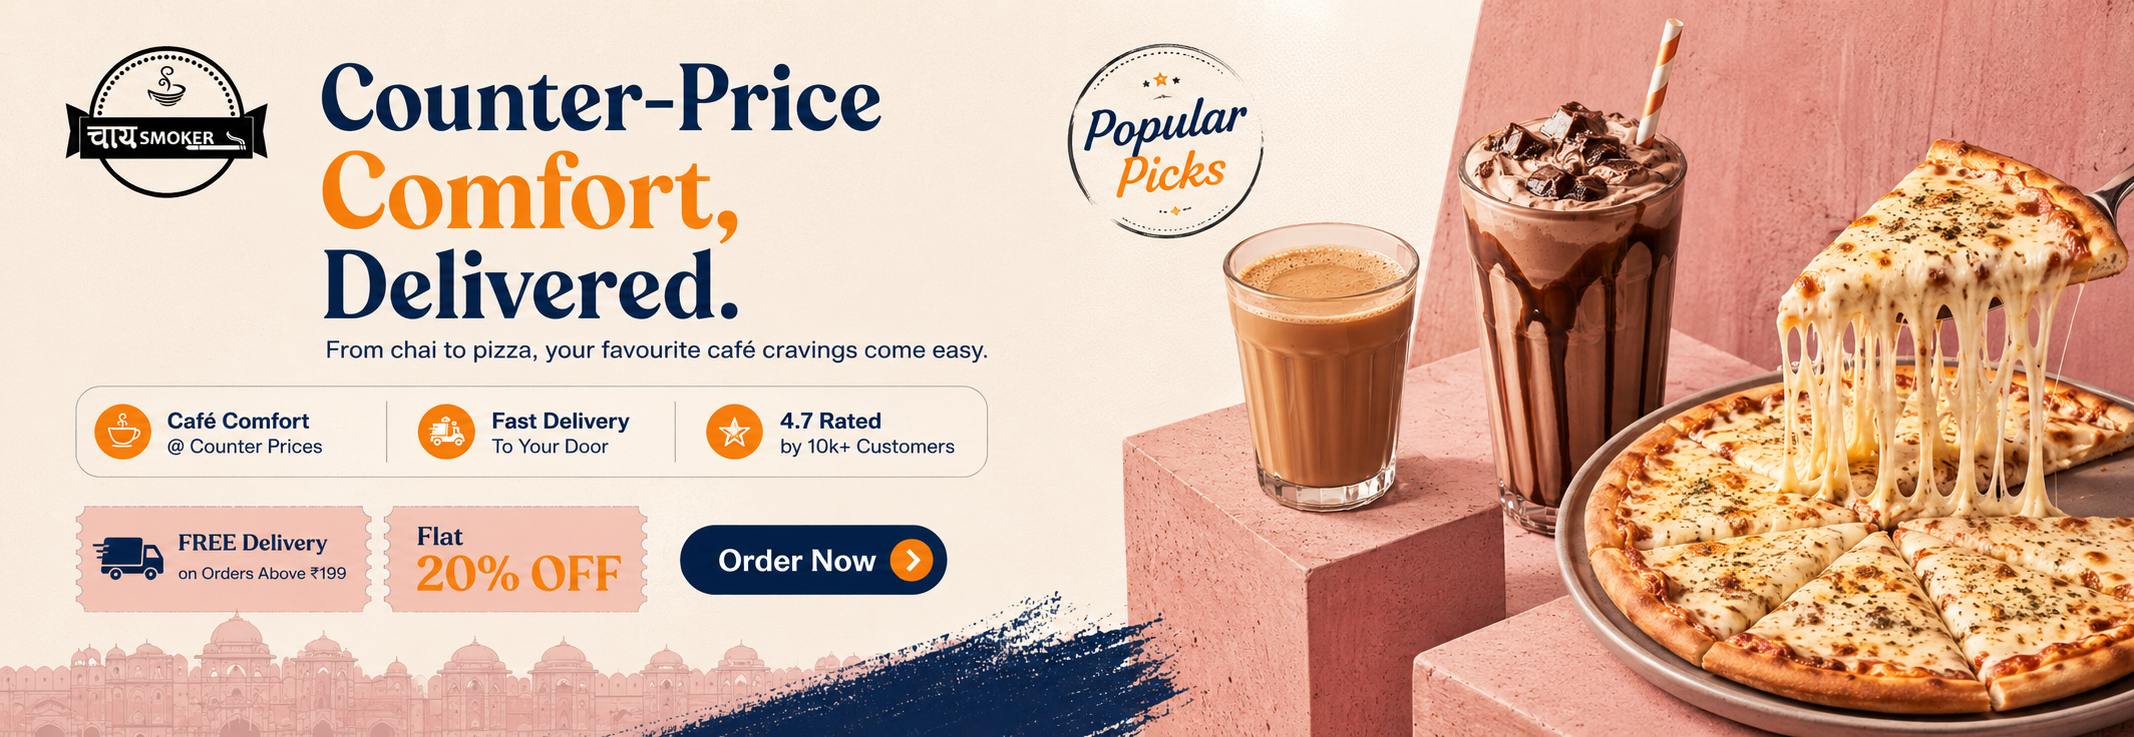 चाय SMOKER
Counter-Price
Comfort,
Delivered.
From chai to pizza, your favourite café cravings come easy.
Popular
Picks
Café Comfort
@ Counter Prices
Fast Delivery
To Your Door
4.7 Rated
by 10k+ Customers
FREE Delivery
on Orders Above ₹199
Flat
20% OFF
Order Now